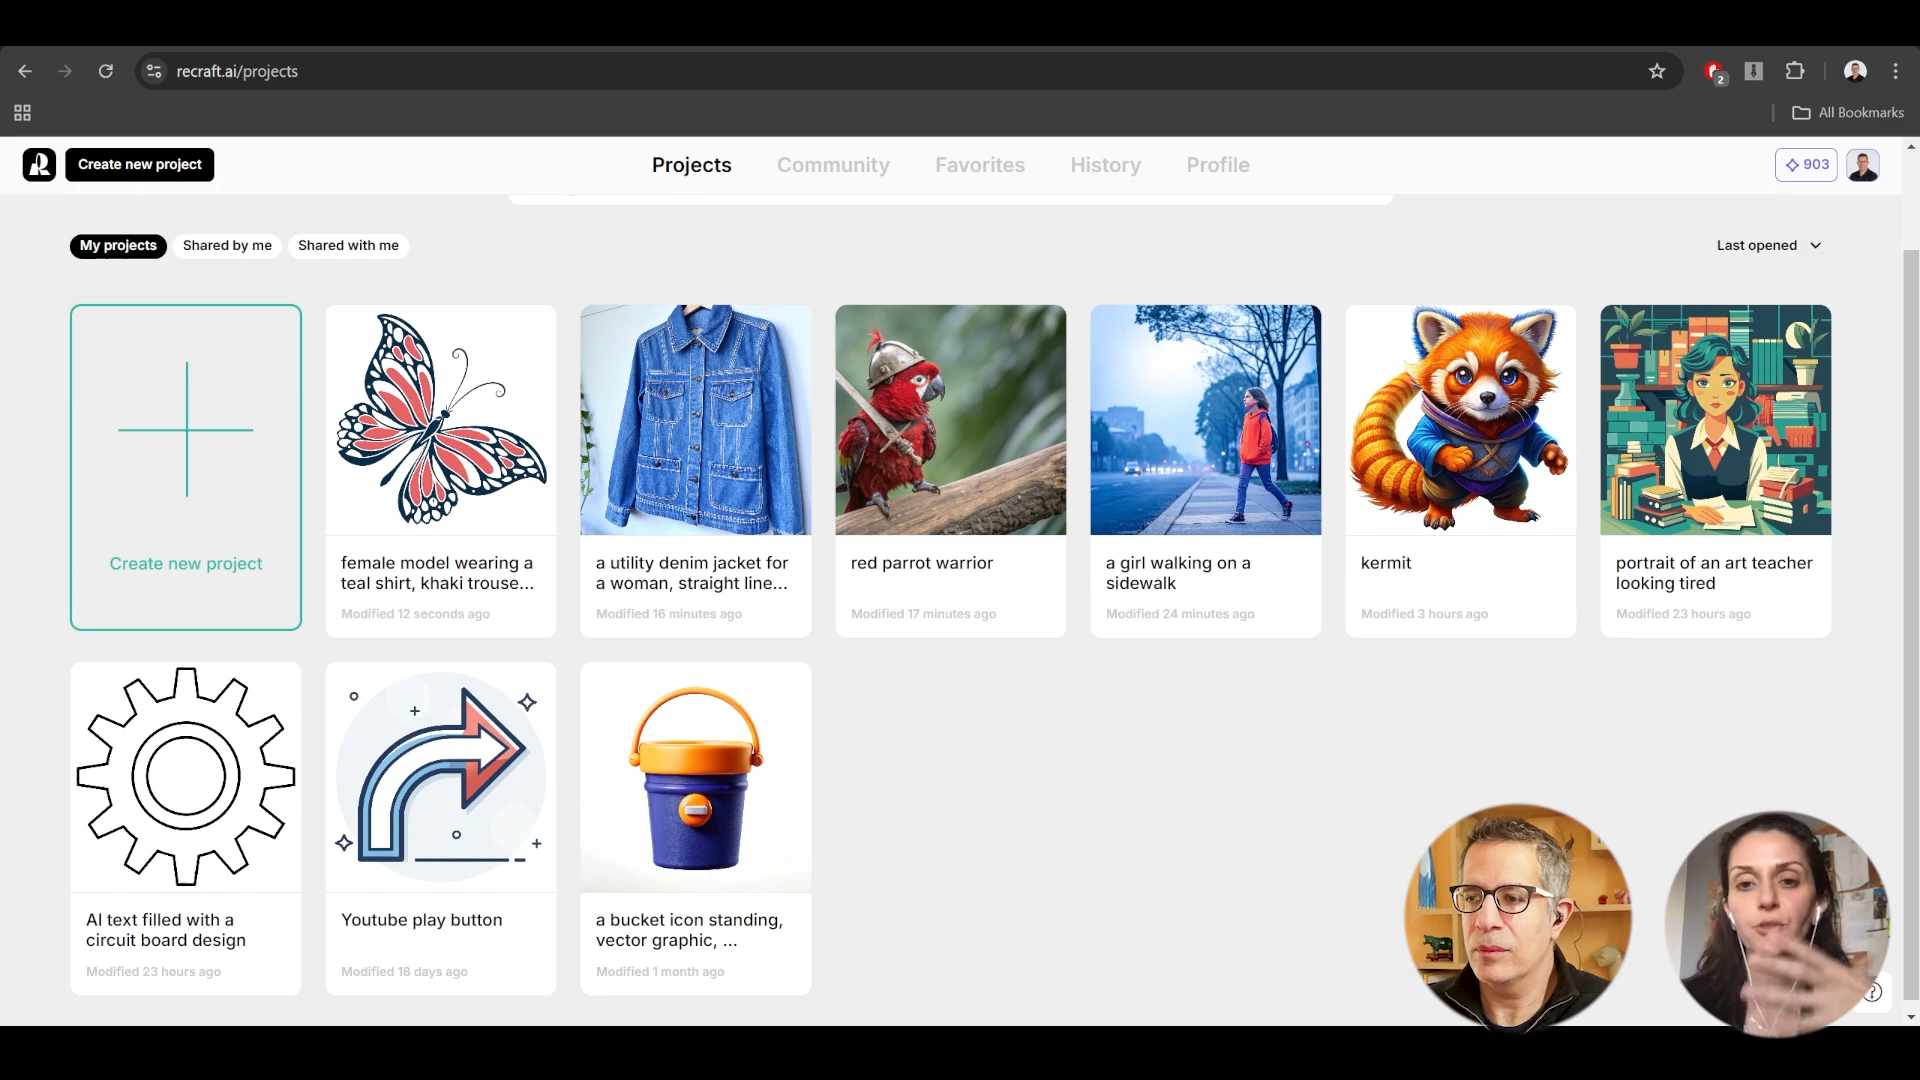 recraft.ai/projects
2
All Bookmarks
Create new project
Projects
Community
Favorites
History
Profile
903
My projects
Shared by me
Shared with me
Last opened
Create new project
female model wearing a
teal shirt, khaki trouse...
Modified 12 seconds ago
a utility denim jacket for
a woman, straight line...
Modified 16 minutes ago
red parrot warrior
Modified 17 minutes ago
a girl walking on a
sidewalk
Modified 24 minutes ago
kermit
Modified 3 hours ago
portrait of an art teacher
looking tired
Modified 23 hours ago
AI text filled with a
circuit board design
Modified 23 hours ago
Youtube play button
Modified 18 days ago
a bucket icon standing,
vector graphic, ...
Modified 1 month ago